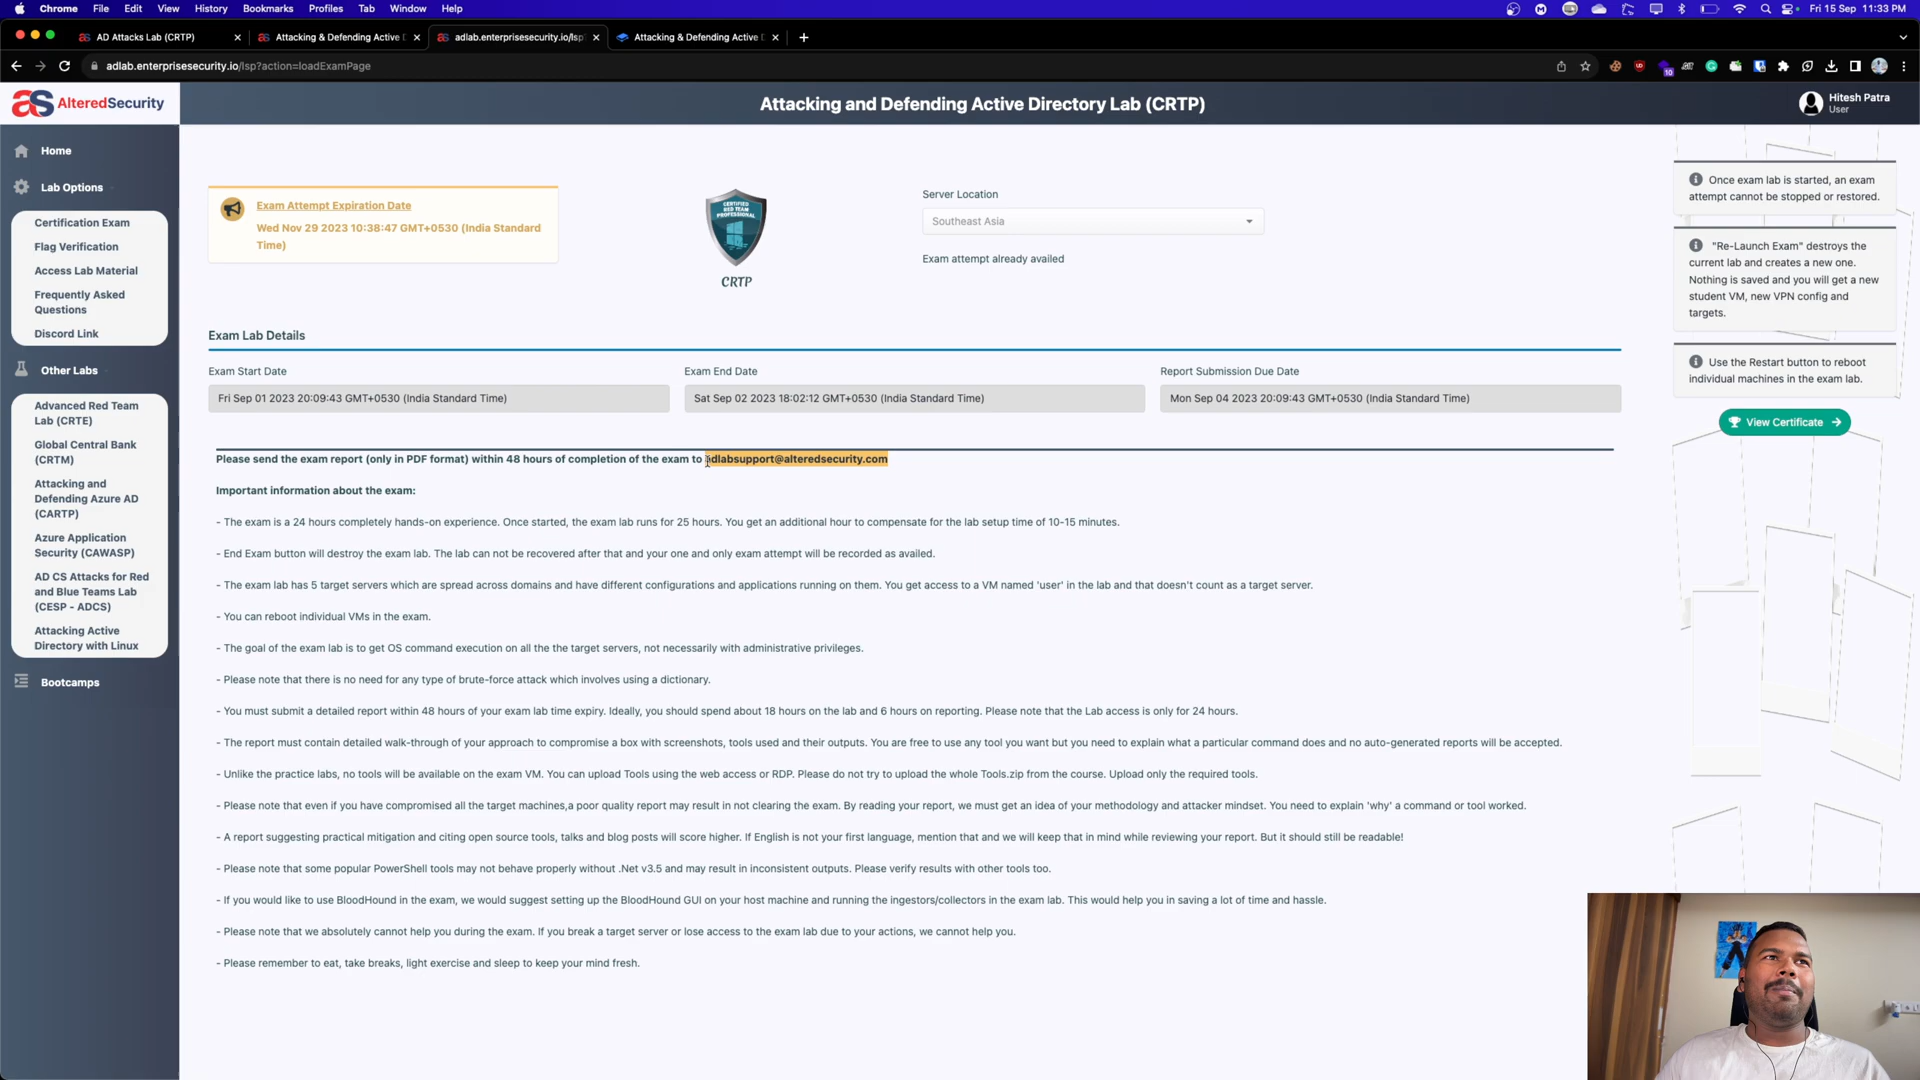 Chrome File Edit View History Bookmarks Profiles Tab Window Help
Fri 15 Sep 11:33 PM
AD Attacks Lab (CRTP)
Attacking & Defending Active
adlab.enterprisesecurity.io/lsp
Attacking & Defending Active
adlab.enterprisesecurity.io/lsp?action=loadExamPage
10
as AlteredSecurity
Attacking and Defending Active Directory Lab (CRTP)
Hitesh Patra
User
Home
Lab Options
Certification Exam
Flag Verification
Access Lab Material
Frequently Asked
Questions
Discord Link
Other Labs
Advanced Red Team
Lab (CRTE)
Global Central Bank
(CRTM)
Attacking and
Defending Azure AD
(CARTP)
Azure Application
Security (CAWASP)
AD CS Attacks for Red
and Blue Teams Lab
(CESP - ADCS)
Attacking Active
Directory with Linux
Bootcamps
Exam Attempt Expiration Date
Wed Nov 29 2023 10:38:47 GMT+0530 (India Standard
Time)
CERTIFIED
RED TEAM
PROFESSIONAL
CRTP
Server Location
Southeast Asia
Exam attempt already availed
Exam Lab Details
Exam Start Date
Fri Sep 01 2023 20:09:43 GMT+0530 (India Standard Time)
Exam End Date
Sat Sep 02 2023 18:02:12 GMT+0530 (India Standard Time)
Report Submission Due Date
Mon Sep 04 2023 20:09:43 GMT+0530 (India Standard Time)
Please send the exam report (only in PDF format) within 48 hours of completion of the exam to adlabsupport@alteredsecurity.com
Important information about the exam:
- The exam is a 24 hours completely hands-on experience. Once started, the exam lab runs for 25 hours. You get an additional hour to compensate for the lab setup time of 10-15 minutes.
- End Exam button will destroy the exam lab. The lab can not be recovered after that and your one and only exam attempt will be recorded as availed.
- The exam lab has 5 target servers which are spread across domains and have different configurations and applications running on them. You get access to a VM named 'user' in the lab and that doesn't count as a target server.
- You can reboot individual VMs in the exam.
- The goal of the exam lab is to get OS command execution on all the the target servers, not necessarily with administrative privileges.
- Please note that there is no need for any type of brute-force attack which involves using a dictionary.
- You must submit a detailed report within 48 hours of your exam lab time expiry. Ideally, you should spend about 18 hours on the lab and 6 hours on reporting. Please note that the Lab access is only for 24 hours.
- The report must contain detailed walk-through of your approach to compromise a box with screenshots, tools used and their outputs. You are free to use any tool you want but you need to explain what a particular command does and no auto-generated reports will be accepted.
- Unlike the practice labs, no tools will be available on the exam VM. You can upload Tools using the web access or RDP. Please do not try to upload the whole Tools.zip from the course. Upload only the required tools.
- Please note that even if you have compromised all the target machines,a poor quality report may result in not clearing the exam. By reading your report, we must get an idea of your methodology and attacker mindset. You need to explain 'why' a command or tool worked.
- A report suggesting practical mitigation and citing open source tools, talks and blog posts will score higher. If English is not your first language, mention that and we will keep that in mind while reviewing your report. But it should still be readable!
- Please note that some popular PowerShell tools may not behave properly without .Net v3.5 and may result in inconsistent outputs. Please verify results with other tools too.
- If you would like to use BloodHound in the exam, we would suggest setting up the BloodHound GUI on your host machine and running the ingestors/collectors in the exam lab. This would help you in saving a lot of time and hassle.
- Please note that we absolutely cannot help you during the exam. If you break a target server or lose access to the exam lab due to your actions, we cannot help you.
- Please remember to eat, take breaks, light exercise and sleep to keep your mind fresh.
Once exam lab is started, an exam
attempt cannot be stopped or restored.
"Re-Launch Exam" destroys the
current lab and creates a new one.
Nothing is saved and you will get a new
student VM, new VPN config and
targets.
Use the Restart button to reboot
individual machines in the exam lab.
View Certificate